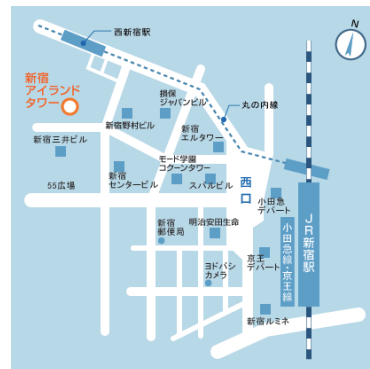 N
西新宿駅
新宿
アイランド
タワー
損保
ジャパンビル
丸の内線
新宿野村ビル
新宿
エルタワー
新宿三井ビル
モード学園
コクーンタワー
新宿
センタービル
スバルビル
西口
55広場
小田急
デパート
新宿
郵便局
明治安田生命
JR新宿駅
小田急線・京王線
京王
デパート
ヨドバシ
カメラ
新宿ルミネ